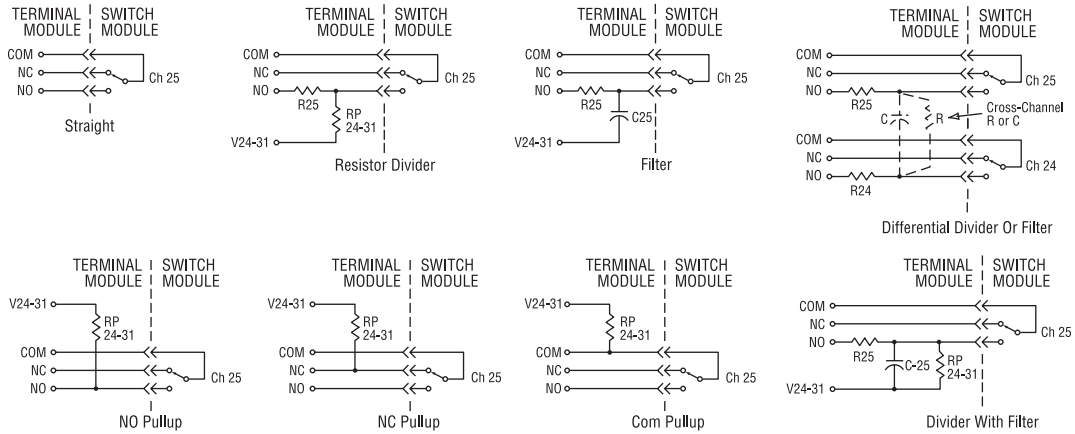 TERMINAL MODULE
SWITCH MODULE
COM
NC
NO
Ch 25
Straight
TERMINAL MODULE
SWITCH MODULE
COM
NC
NO
Ch 25
R25
RP
24-31
V24-31
Resistor Divider
TERMINAL MODULE
SWITCH MODULE
COM
NC
NO
Ch 25
R25
C25
V24-31
Filter
TERMINAL MODULE
SWITCH MODULE
COM
NC
NO
Ch 25
R25
C
R
Cross-Channel
R or C
COM
NC
NO
Ch 24
R24
Differential Divider Or Filter
TERMINAL MODULE
SWITCH MODULE
V24-31
RP
24-31
COM
NC
NO
Ch 25
NO Pullup
TERMINAL MODULE
SWITCH MODULE
V24-31
RP
24-31
COM
NC
NO
Ch 25
NC Pullup
TERMINAL MODULE
SWITCH MODULE
V24-31
RP
24-31
COM
NC
NO
Ch 25
Com Pullup
TERMINAL MODULE
SWITCH MODULE
COM
NC
NO
Ch 25
R25
C-25
RP
24-31
V24-31
Divider With Filter